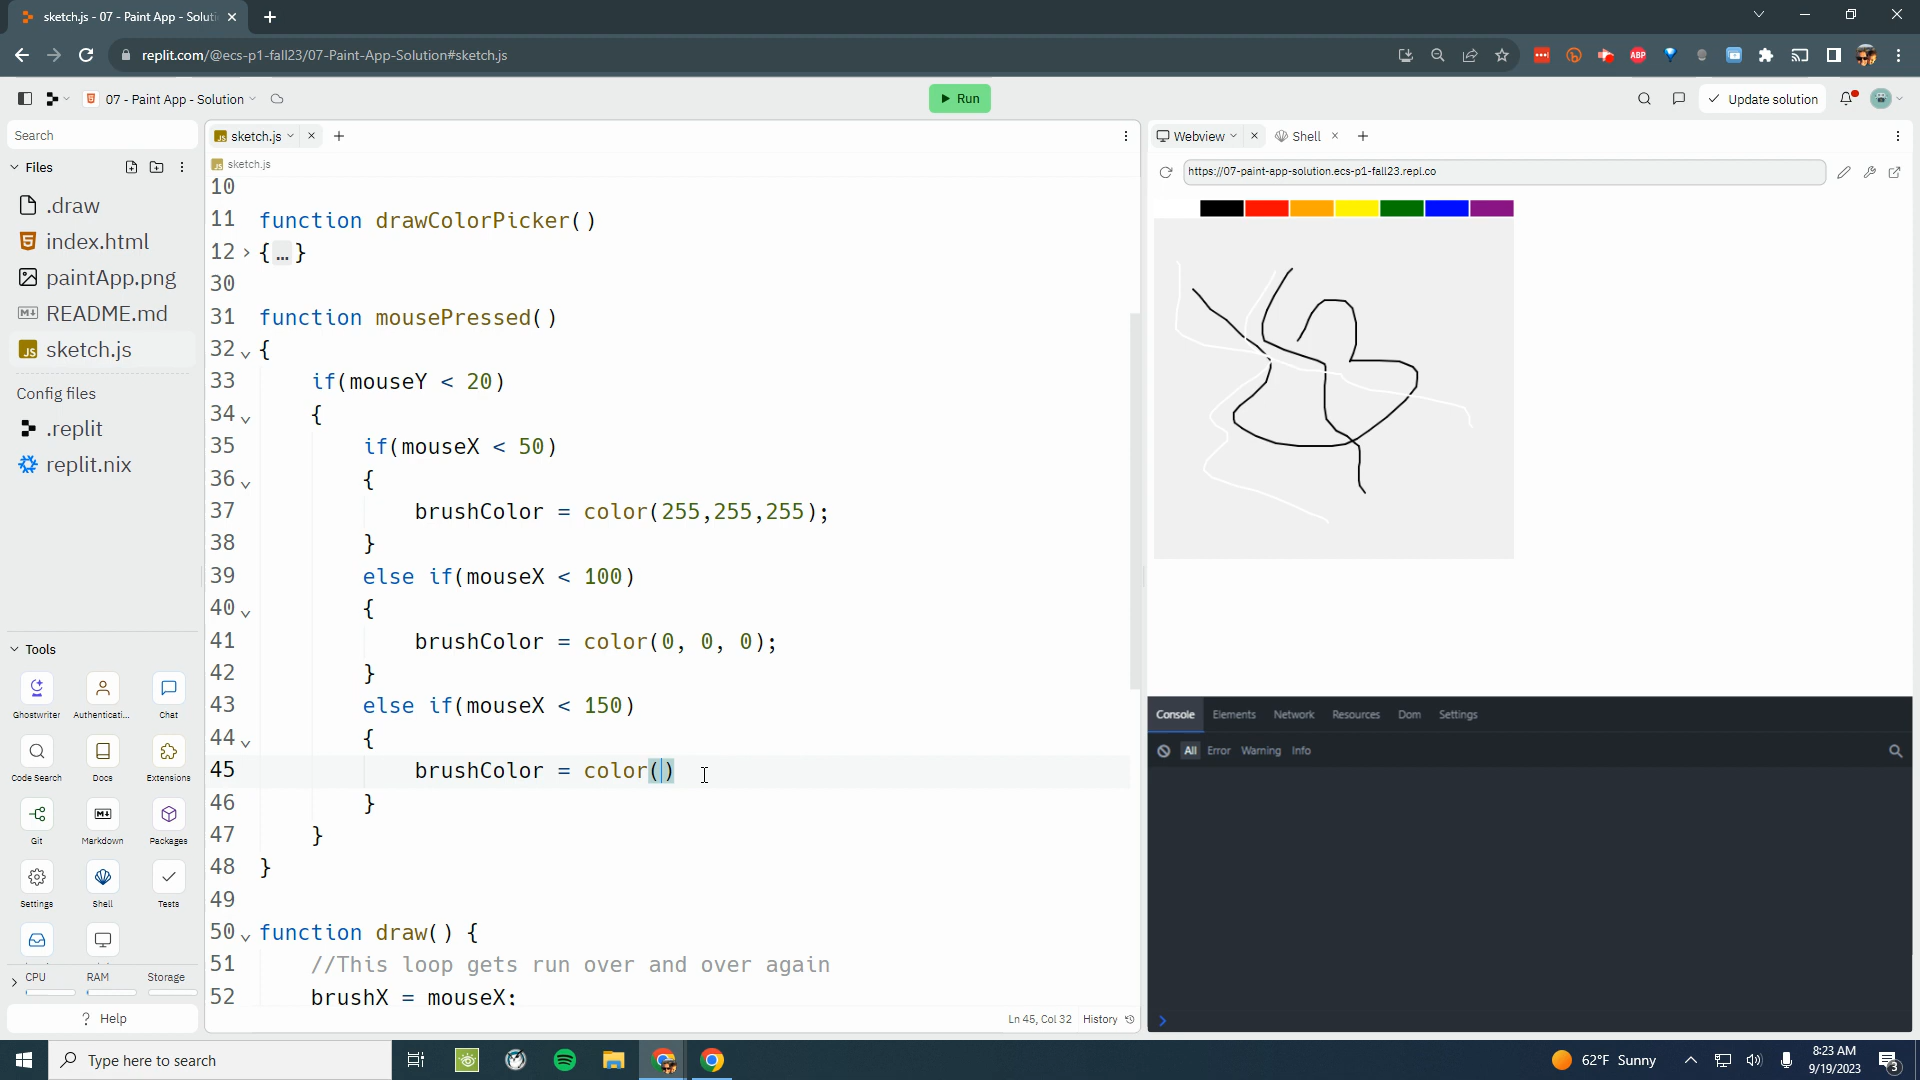 sketch.js - 07 - Paint App - Soluti
replit.com/@ecs-p1-fall23/07-Paint-App-Solution#sketch.js
ABP
07 - Paint App - Solution
Run
Update solution
Search
sketch.js
Webview
Shell
sketch.js
Files
https://07-paint-app-solution.ecs-p1-fall23.repl.co
.draw
index.html
paintApp.png
README.md
sketch.js
Config files
.replit
replit.nix
Tools
Ghostwriter
Authenticati...
Chat
Code Search
Docs
Extensions
Git
Markdown
Packages
Settings
Shell
Tests
CPU
RAM
Storage
? Help
10
11 function drawColorPicker()
12 {…}
30
31 function mousePressed()
32 {
33 if(mouseY < 20)
34 {
35 if(mouseX < 50)
36 {
37 brushColor = color(255,255,255);
38 }
39 else if(mouseX < 100)
40 {
41 brushColor = color(0, 0, 0);
42 }
43 else if(mouseX < 150)
44 {
45 brushColor = color()
46 }
47 }
48 }
49
50 function draw() {
51 //This loop gets run over and over again
52 brushX = mouseX;
Ln 45, Col 32
History
Console
Elements
Network
Resources
Dom
Settings
All
Error
Warning
Info
Type here to search
62°F Sunny
8:23 AM
9/19/2023
3